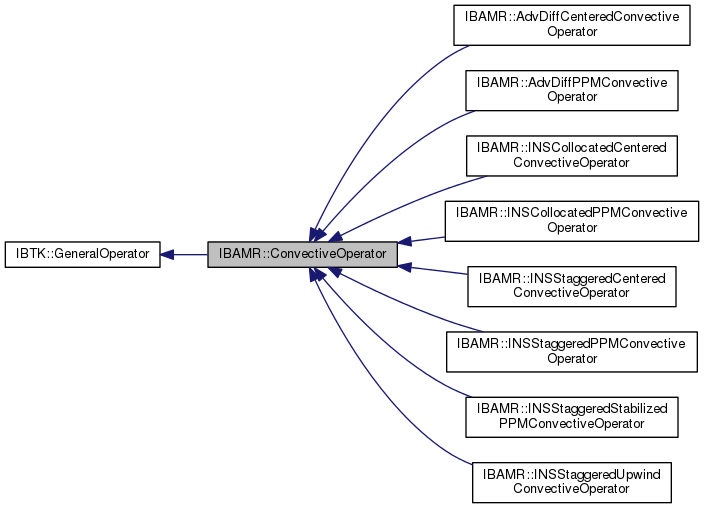 IBTK::GeneralOperator
IBAMR::ConvectiveOperator
IBAMR::AdvDiffCenteredConvective
Operator
IBAMR::AdvDiffPPMConvective
Operator
IBAMR::INSCollocatedCentered
ConvectiveOperator
IBAMR::INSCollocatedPPMConvective
Operator
IBAMR::INSStaggeredCentered
ConvectiveOperator
IBAMR::INSStaggeredPPMConvective
Operator
IBAMR::INSStaggeredStabilized
PPMConvectiveOperator
IBAMR::INSStaggeredUpwind
ConvectiveOperator